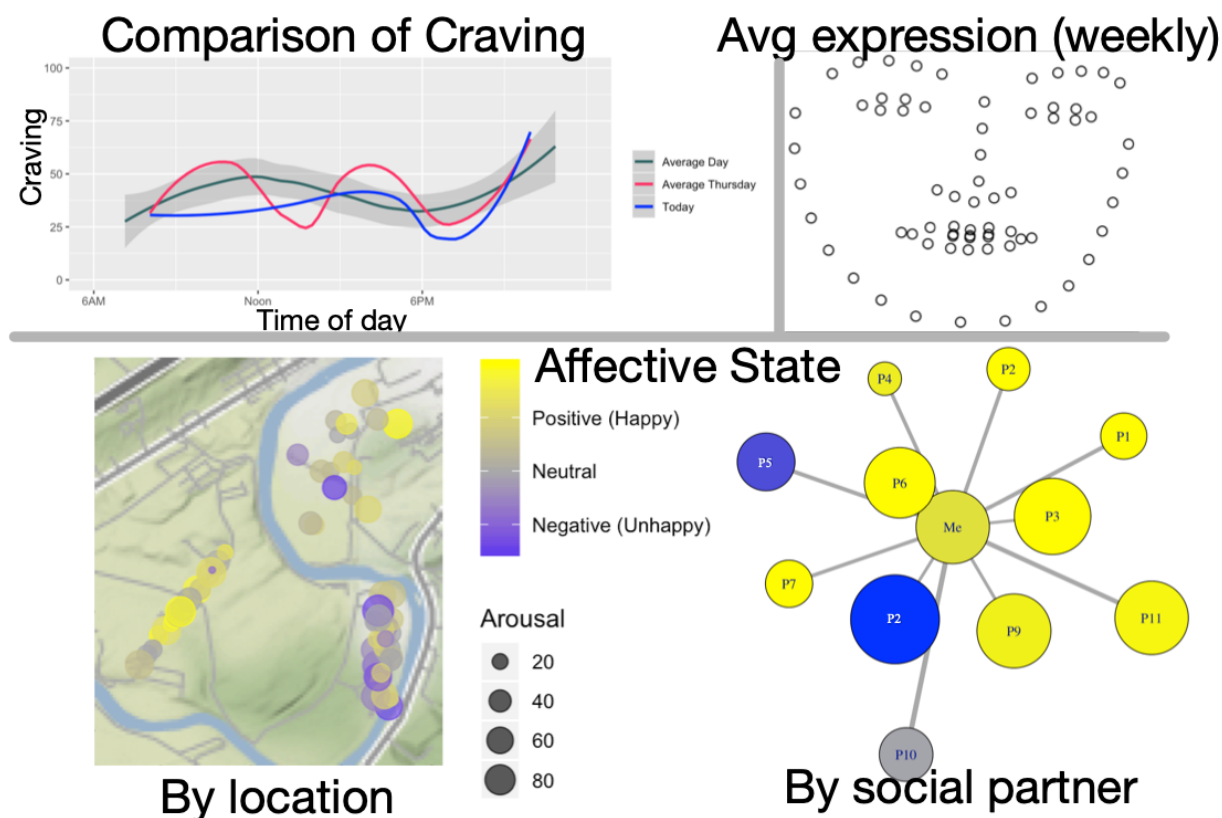 Comparison of Craving
Avg expression (weekly)
100
75
50
25
0
Craving
6AM
Noon
6PM
Time of day
Average Day
Average Thursday
Today
Affective State
Positive (Happy)
Neutral
Negative (Unhappy)
Arousal
20
40
60
80
By location
P4
P2
P1
P5
P6
P3
Me
P7
P2
P9
P11
P10
By social partner